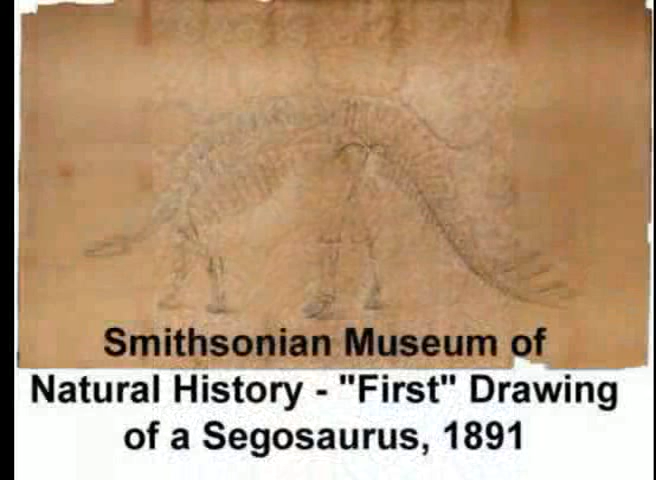 Smithsonian Museum of
Natural History - "First" Drawing
of a Segosaurus, 1891